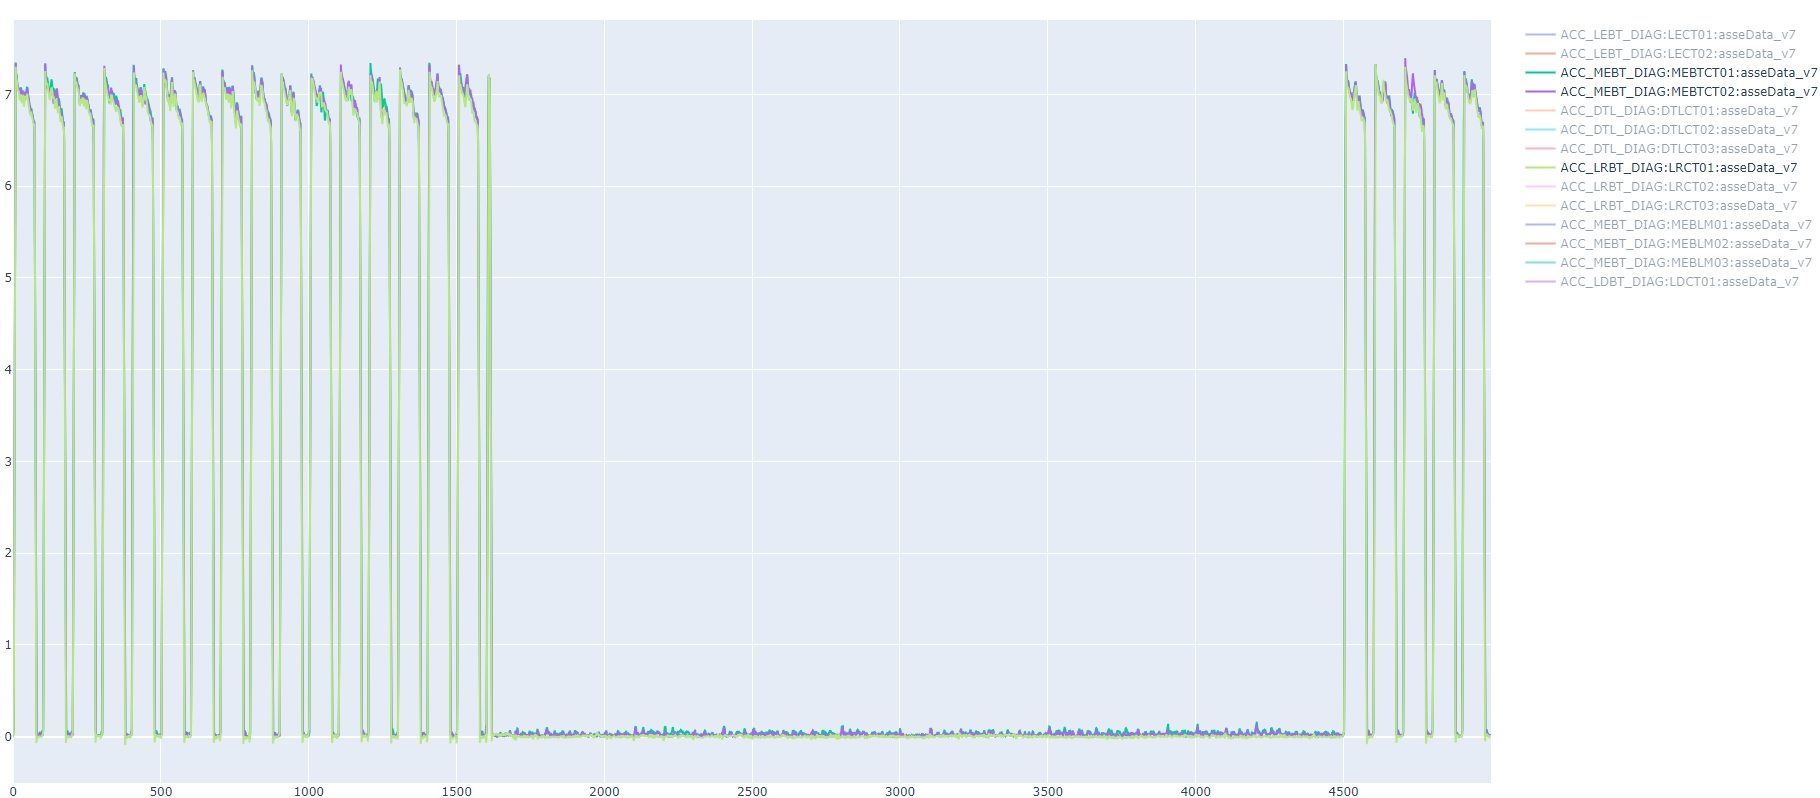 7
6
5
4
3
2
1
0
0 500 1000 1500 2000 2500 3000 3500 4000 4500
ACC_LEBT_DIAG:LECT01:asseData_v7
ACC_LEBT_DIAG:LECT02:asseData_v7
ACC_MEBT_DIAG:MEBTCT01:asseData_v7
ACC_MEBT_DIAG:MEBTCT02:asseData_v7
ACC_DTL_DIAG:DTLCT01:asseData_v7
ACC_DTL_DIAG:DTLCT02:asseData_v7
ACC_DTL_DIAG:DTLCT03:asseData_v7
ACC_LRBT_DIAG:LRCT01:asseData_v7
ACC_LRBT_DIAG:LRCT02:asseData_v7
ACC_LRBT_DIAG:LRCT03:asseData_v7
ACC_MEBT_DIAG:MEBLM01:asseData_v7
ACC_MEBT_DIAG:MEBLM02:asseData_v7
ACC_MEBT_DIAG:MEBLM03:asseData_v7
ACC_LDBT_DIAG:LDCT01:asseData_v7